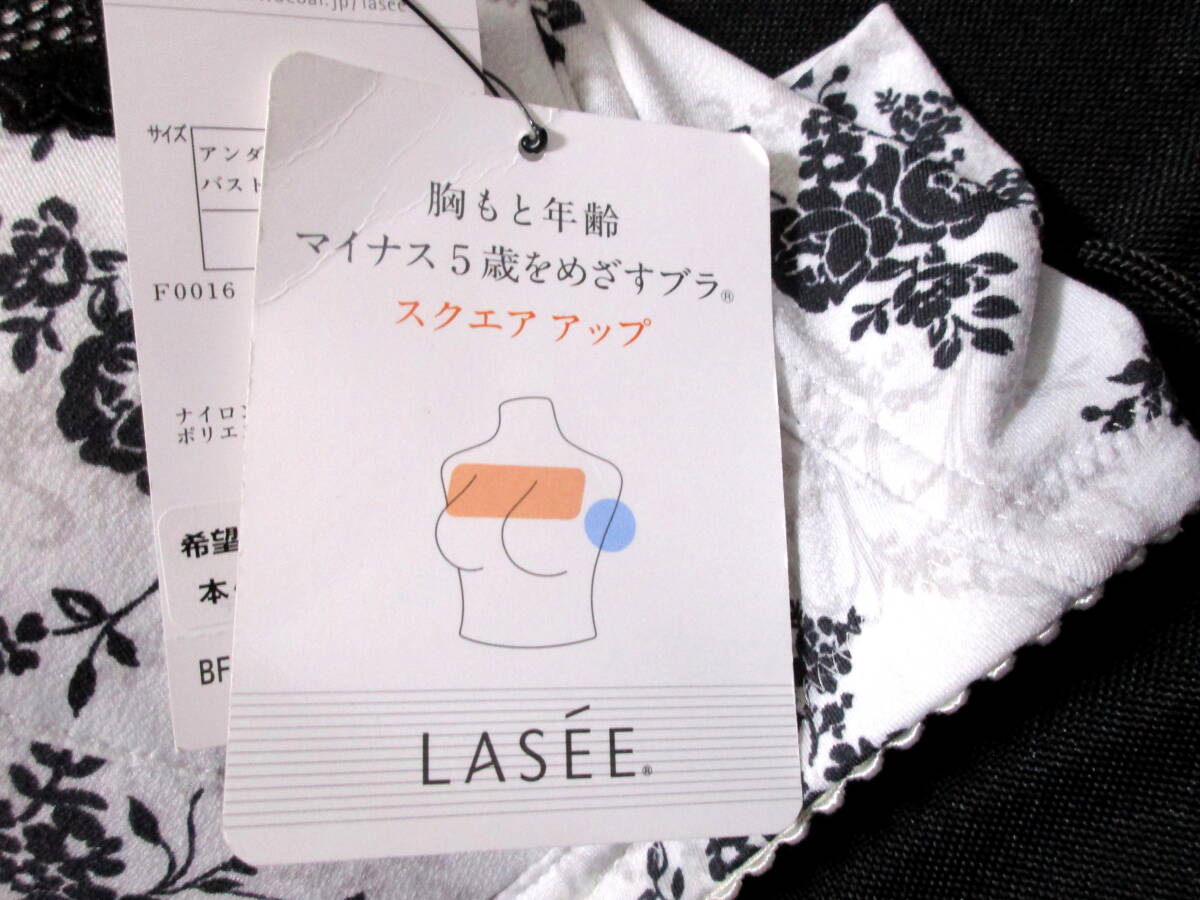 サイズ
アンダ
バスト
F0016
ナイロン
ポリエ
希望
本
BF
胸もと年齢
マイナス5歳をめざすブラ®
スクエア アップ
LASÉE®